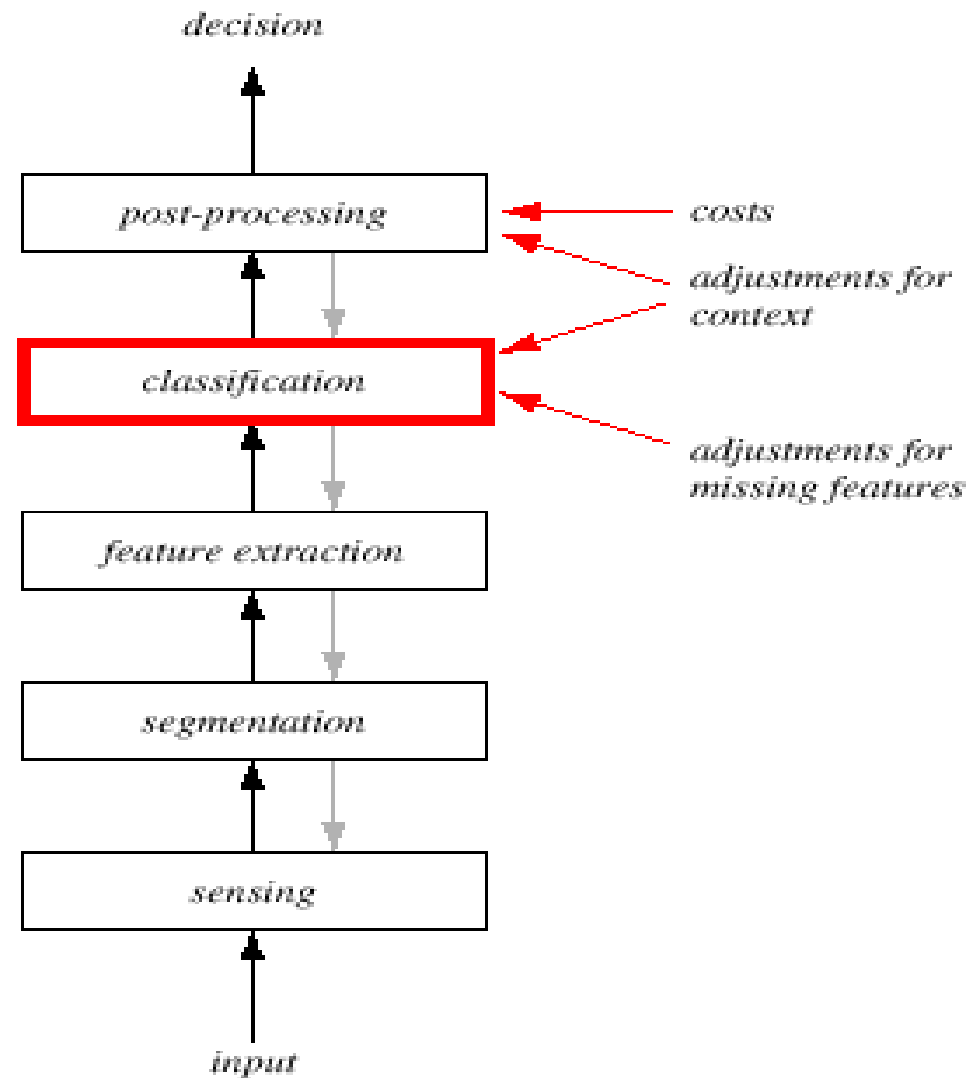 decision
post-processing
costs
adjustments for
context
classification
adjustments for
missing features
feature extraction
segmentation
sensing
input